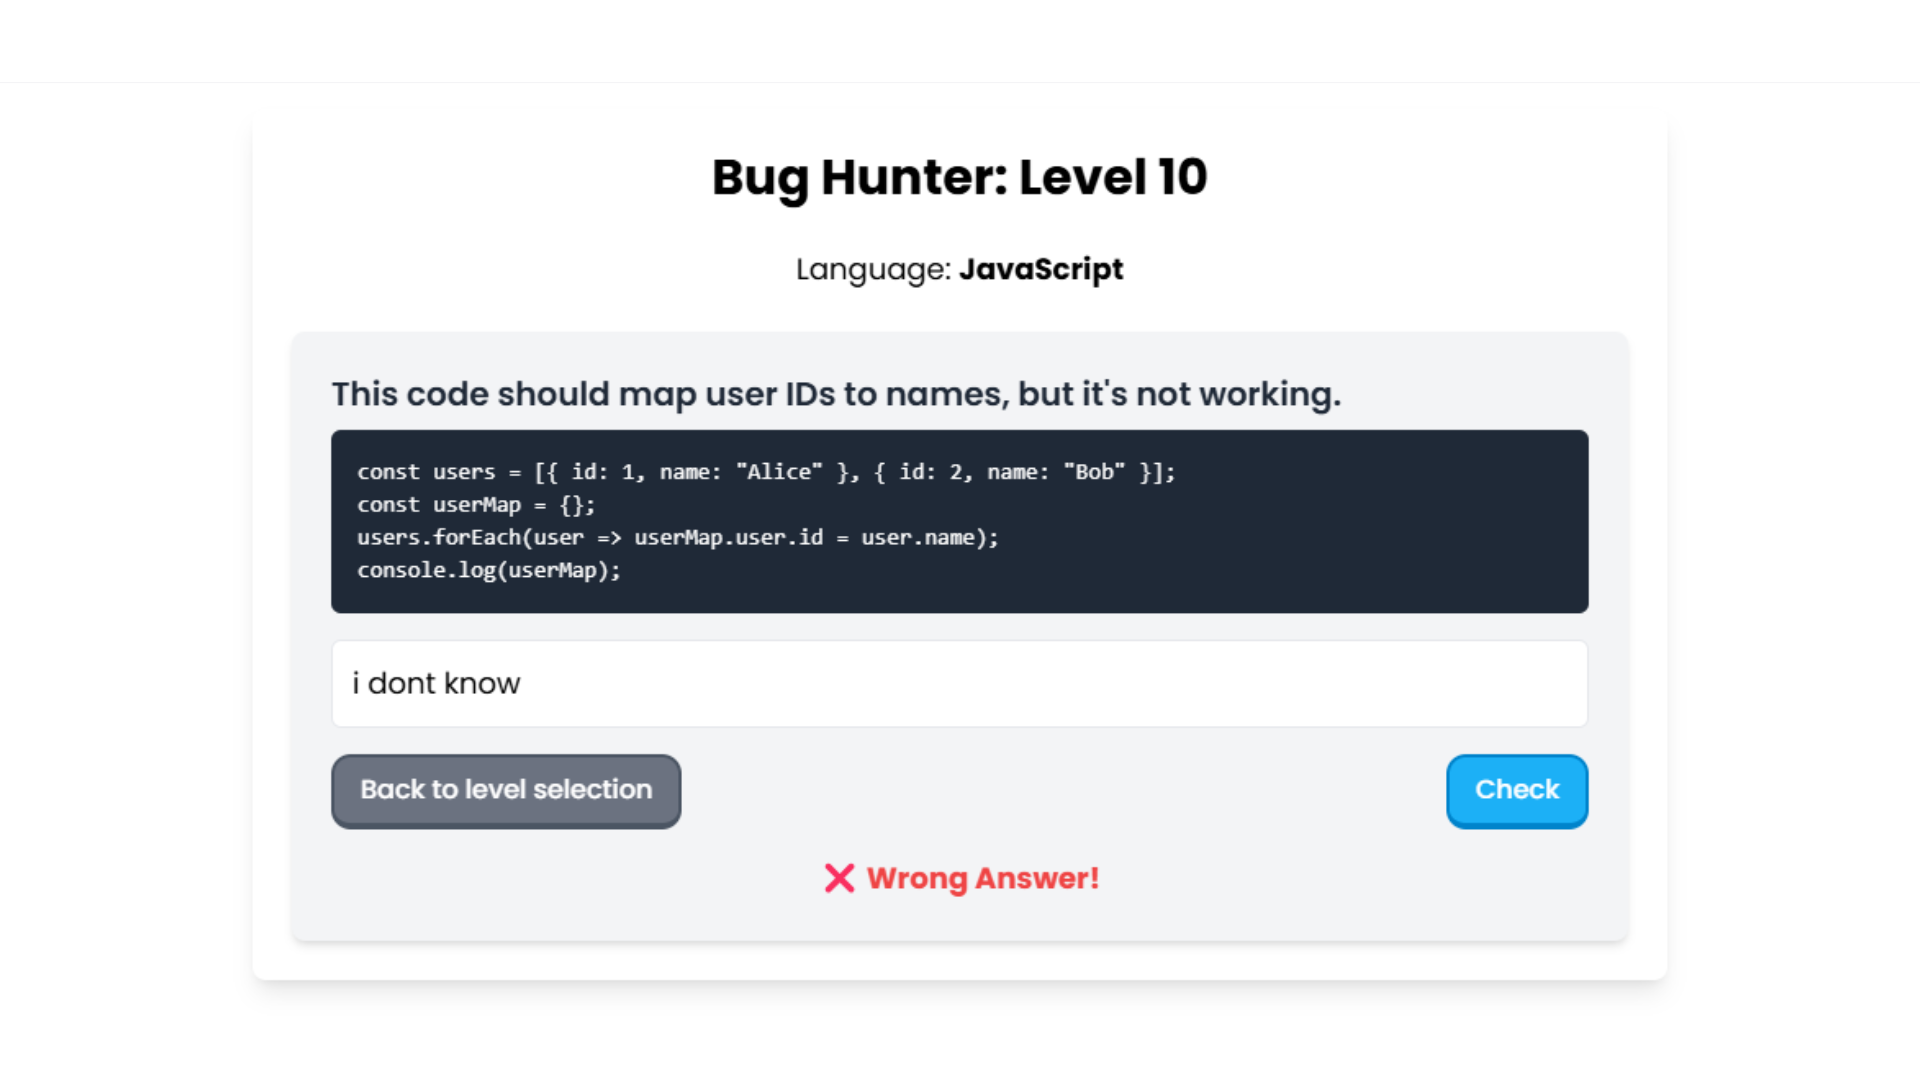 Bug Hunter: Level 10
Language: JavaScript
This code should map user IDs to names, but it's not working.
const users = [{ id: 1, name: "Alice" }, { id: 2, name: "Bob" }];
const userMap = {};
users.forEach(user => userMap.user.id = user.name);
console.log(userMap);
i dont know
Back to level selection
Check
❌ Wrong Answer!